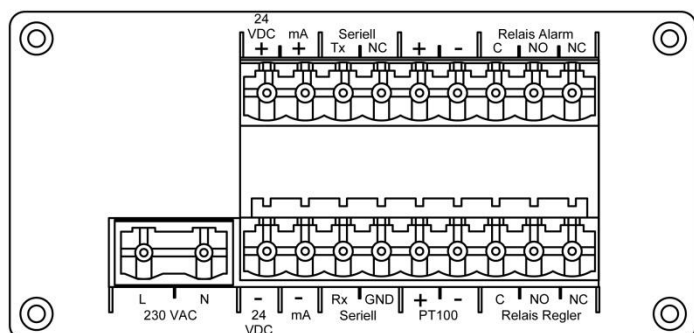 24
VDC mA Seriell Relais Alarm
+ + Tx NC + - C NO NC
L N - - Rx GND + - C NO NC
230 VAC 24 mA Seriell PT100 Relais Regler
VDC